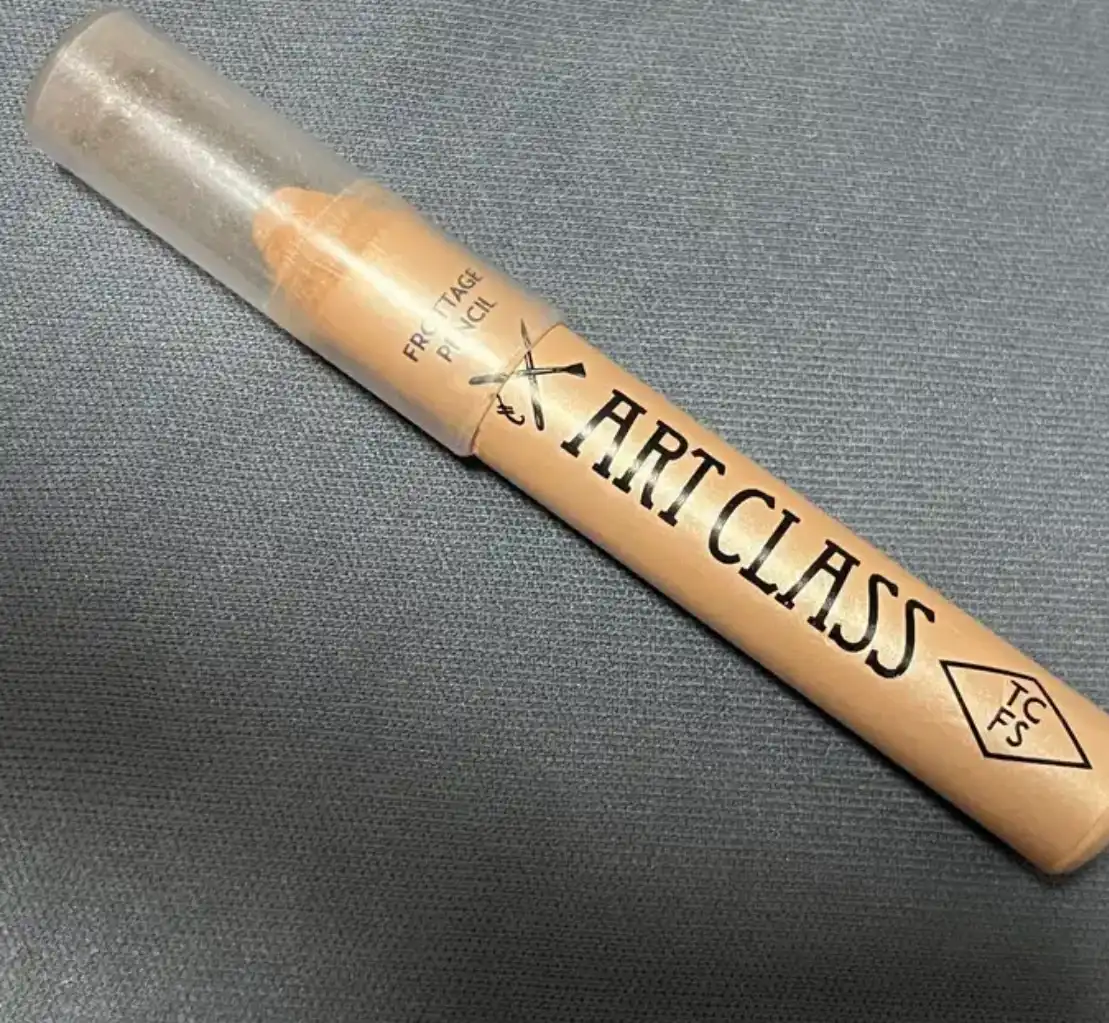 FROTTAGE
PENCIL
ART CLASS
TC
FS